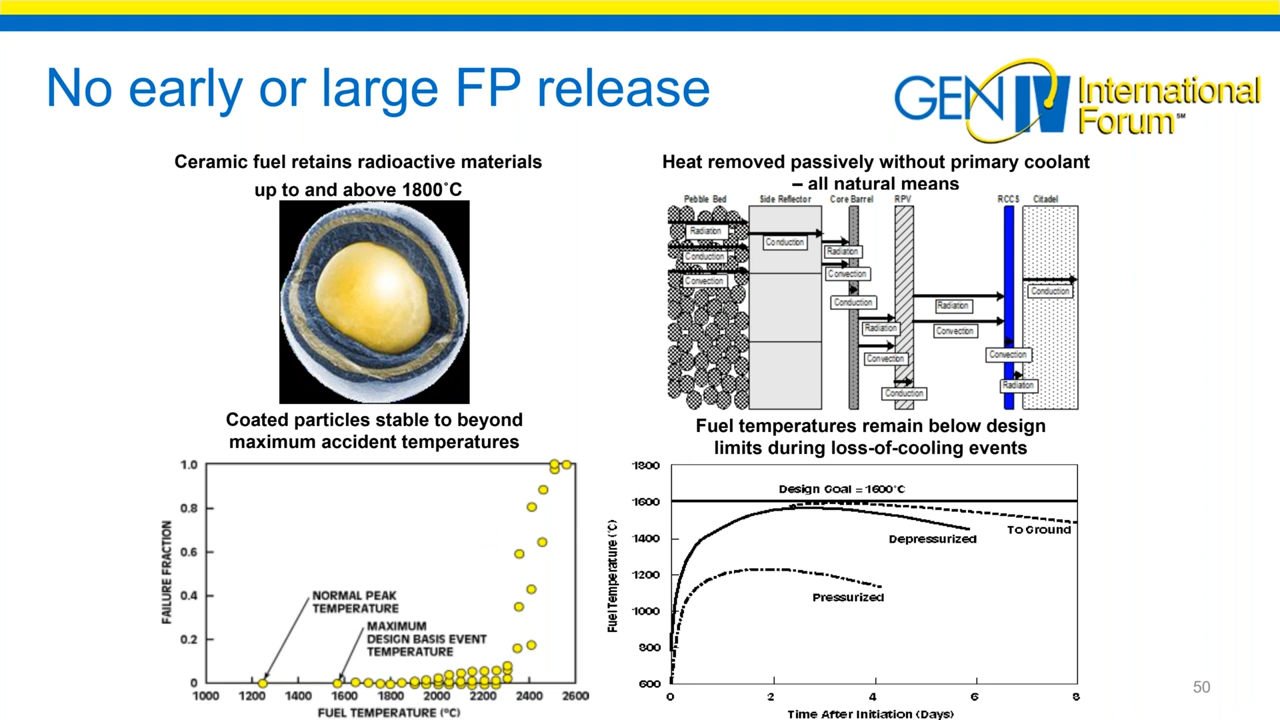 No early or large FP release
GEN IV International
Forum℠
Ceramic fuel retains radioactive materials
up to and above 1800˚C
Heat removed passively without primary coolant
– all natural means
Pebble Bed Side Reflector Core Barrel RPV RCCS Citadel
Radiation
Conduction
Convection
Conduction
Radiation
Convection
Conduction
Radiation
Convection
Conduction
Radiation
Convection
Convection
Radiation
Conduction
Coated particles stable to beyond
maximum accident temperatures
1.0
0.8
0.6
0.4
0.2
0
FAILURE FRACTION
NORMAL PEAK
TEMPERATURE
MAXIMUM
DESIGN BASIS EVENT
TEMPERATURE
1000 1200 1400 1600 1800 2000 2200 2400 2600
FUEL TEMPERATURE (ºC)
Fuel temperatures remain below design
limits during loss-of-cooling events
1800
1600
1400
1200
1000
800
600
Fuel Temperature (˚C)
Design Goal = 1600˚C
To Ground
Depressurized
Pressurized
0 2 4 6 8
Time After Initiation (Days)
50